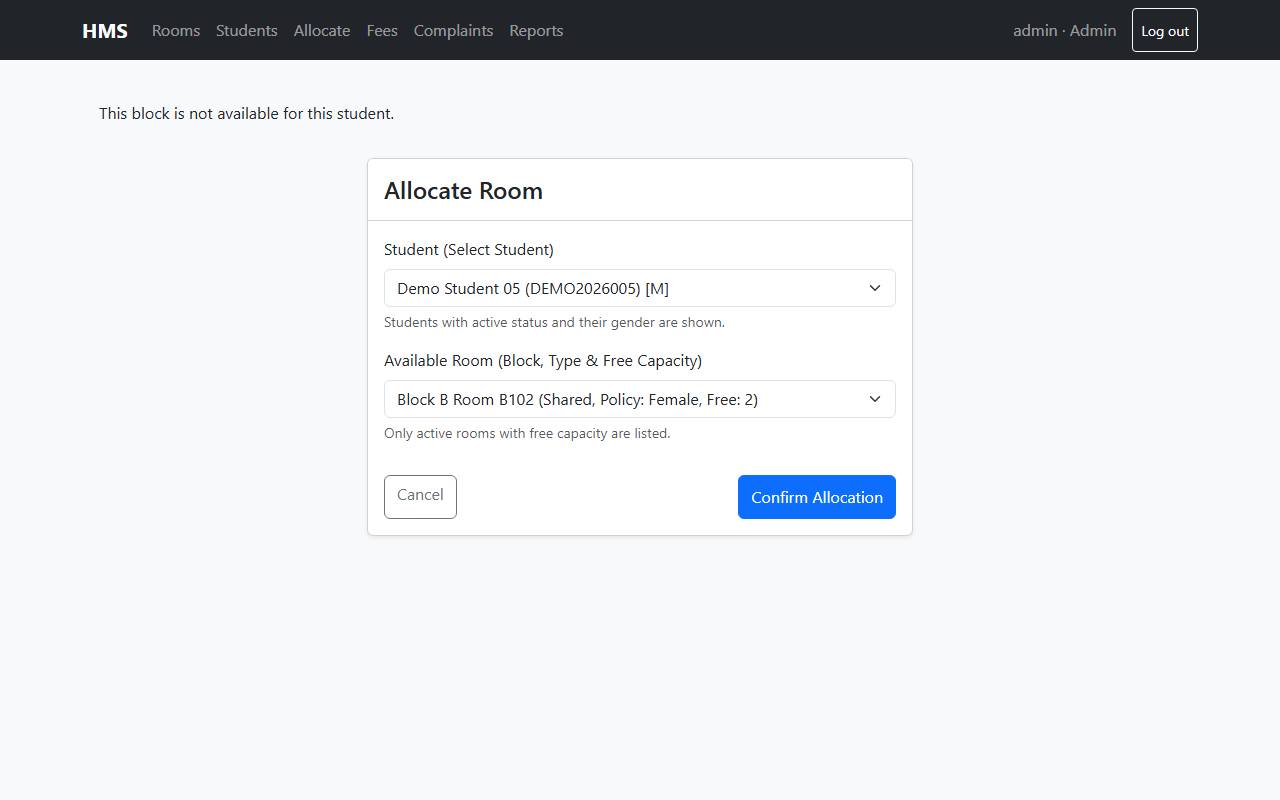 HMS Rooms Students Allocate Fees Complaints Reports admin · Admin Log out
This block is not available for this student.
Allocate Room
Student (Select Student)
Demo Student 05 (DEMO2026005) [M]
Students with active status and their gender are shown.
Available Room (Block, Type & Free Capacity)
Block B Room B102 (Shared, Policy: Female, Free: 2)
Only active rooms with free capacity are listed.
Cancel Confirm Allocation